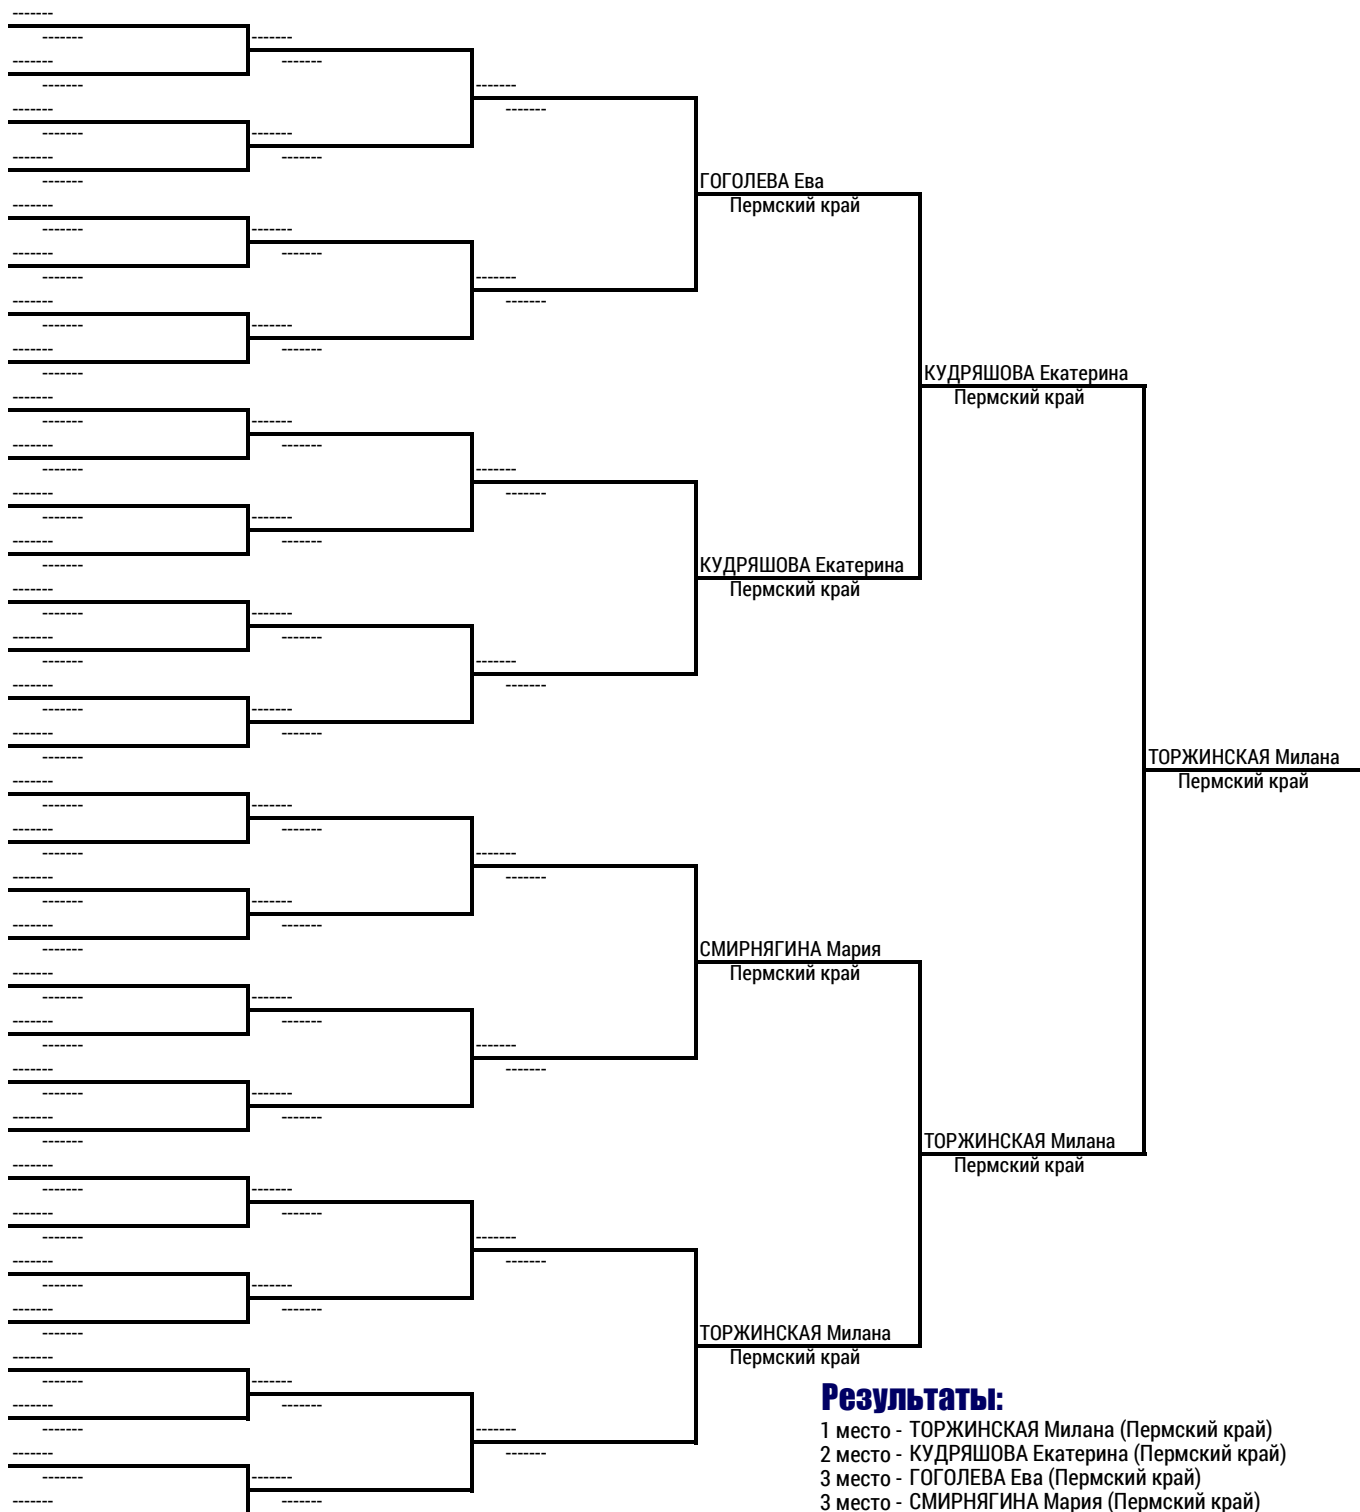 ГОГОЛЕВА Ева
Пермский край
КУДРЯШОВА Екатерина
Пермский край
КУДРЯШОВА Екатерина
Пермский край
ТОРЖИНСКАЯ Милана
Пермский край
СМИРНЯГИНА Мария
Пермский край
ТОРЖИНСКАЯ Милана
Пермский край
ТОРЖИНСКАЯ Милана
Пермский край
Результаты:
1 место - ТОРЖИНСКАЯ Милана (Пермский край)
2 место - КУДРЯШОВА Екатерина (Пермский край)
3 место - ГОГОЛЕВА Ева (Пермский край)
3 место - СМИРНЯГИНА Мария (Пермский край)